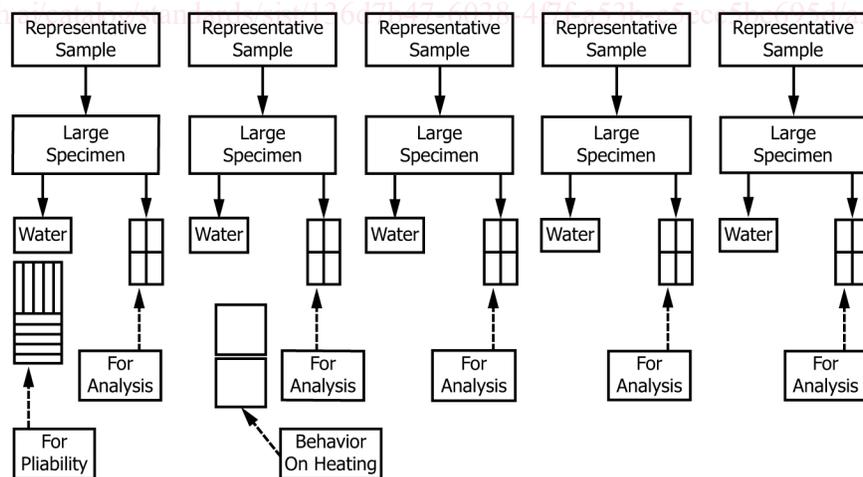 Representative
Sample
Representative
Sample
Representative
Sample
Representative
Sample
Representative
Sample
Large
Specimen
Large
Specimen
Large
Specimen
Large
Specimen
Large
Specimen
Water
Water
Water
Water
Water
For
Analysis
For
Analysis
For
Analysis
For
Analysis
For
Analysis
For
Pliability
Behavior
On Heating